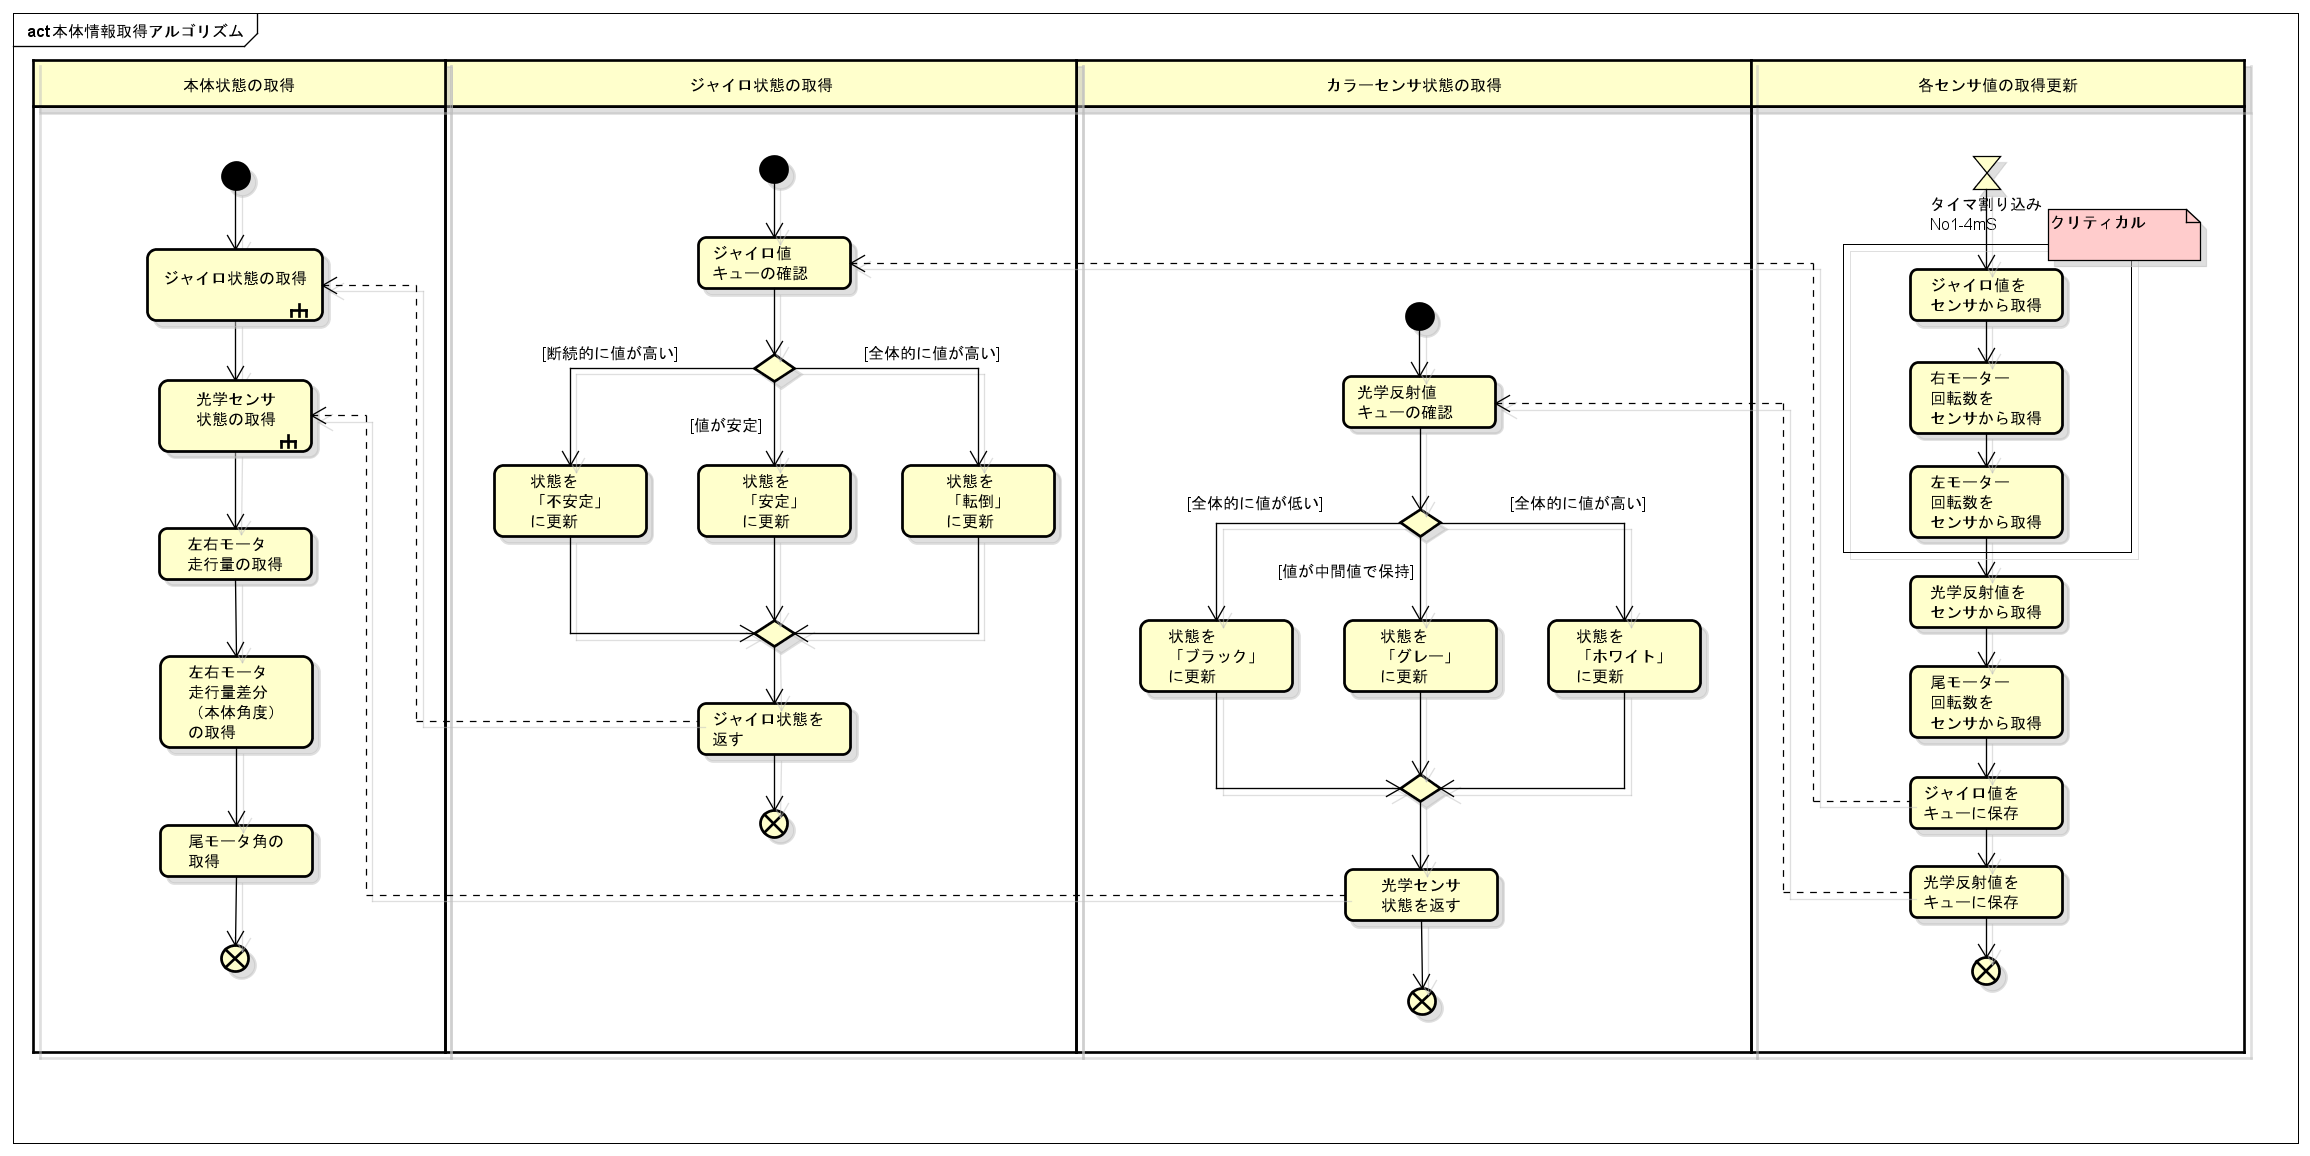 act 本体情報取得アルゴリズム
本体状態の取得
ジャイロ状態の取得
カラーセンサ状態の取得
各センサ値の取得更新
ジャイロ状態の取得
光学センサ
状態の取得
左右モータ
走行量の取得
左右モータ
走行量差分
（本体角度）
の取得
尾モータ角の
取得
ジャイロ値
キューの確認
[断続的に値が高い]
[全体的に値が高い]
[値が安定]
状態を
「不安定」
に更新
状態を
「安定」
に更新
状態を
「転倒」
に更新
ジャイロ状態を
返す
光学反射値
キューの確認
[全体的に値が低い]
[全体的に値が高い]
[値が中間値で保持]
状態を
「ブラック」
に更新
状態を
「グレー」
に更新
状態を
「ホワイト」
に更新
光学センサ
状態を返す
タイマ割り込み
No1-4mS
クリティカル
ジャイロ値を
センサから取得
右モーター
回転数を
センサから取得
左モーター
回転数を
センサから取得
光学反射値を
センサから取得
尾モーター
回転数を
センサから取得
ジャイロ値を
キューに保存
光学反射値を
キューに保存